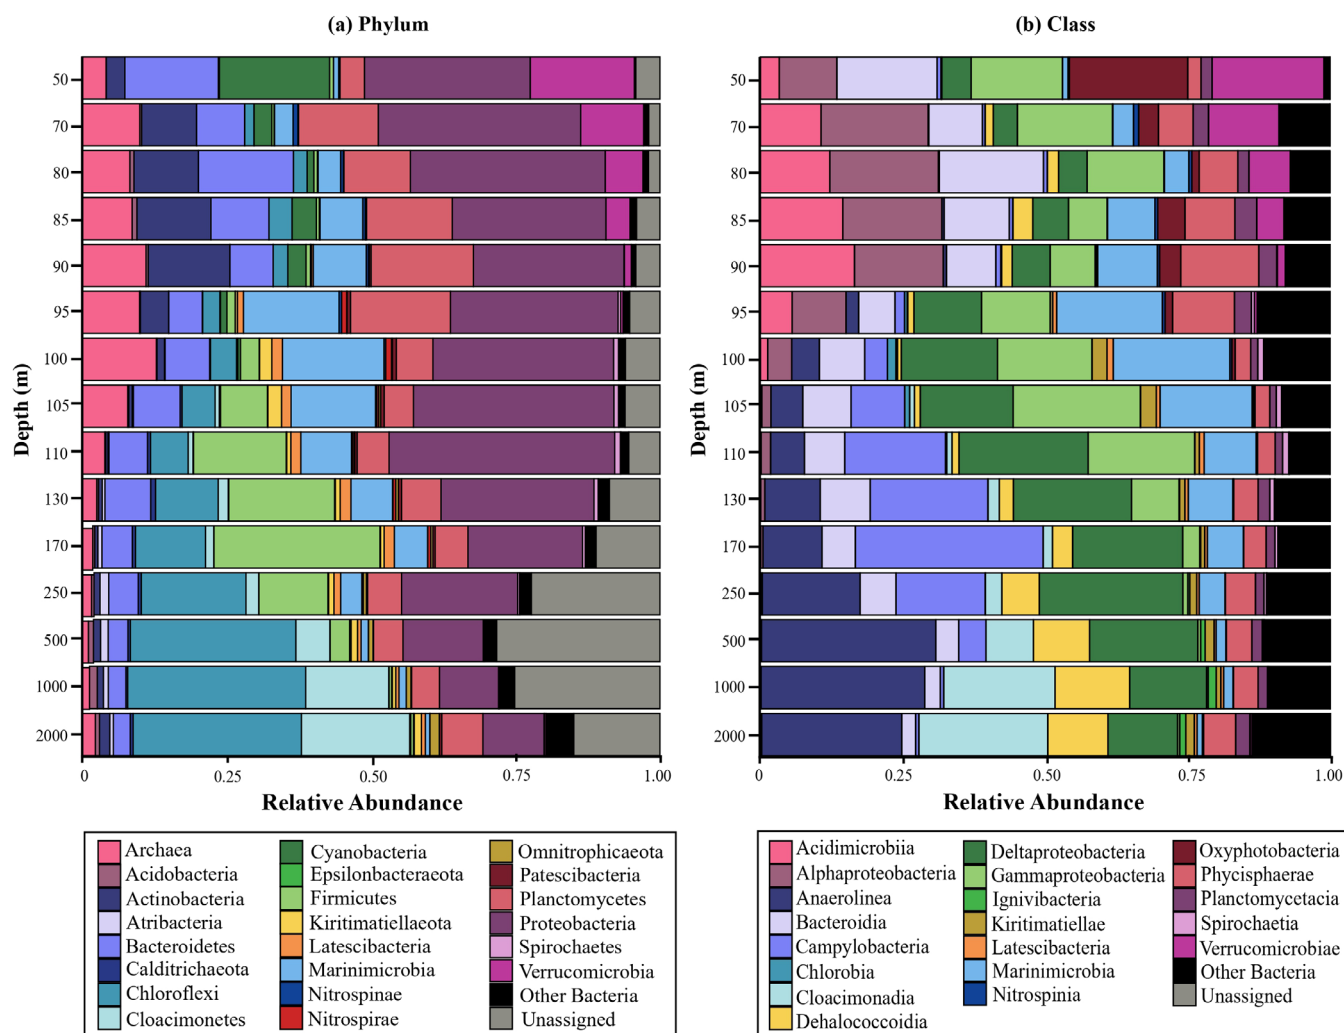 (a) Phylum
(b) Class
Depth (m)
50
70
80
85
90
95
100
105
110
130
170
250
500
1000
2000
0
0.25
0.50
0.75
1.00
Relative Abundance
Depth (m)
50
70
80
85
90
95
100
105
110
130
170
250
500
1000
2000
0
0.25
0.50
0.75
1.00
Relative Abundance
Archaea
Acidobacteria
Actinobacteria
Atribacteria
Bacteroidetes
Calditrichaeota
Chloroflexi
Cloacimonetes
Cyanobacteria
Epsilonbacteraeota
Firmicutes
Kiritimatiellaeota
Latescibacteria
Marinimicrobia
Nitrospinae
Nitrospirae
Omnitrophicaeota
Patescibacteria
Planctomycetes
Proteobacteria
Spirochaetes
Verrucomicrobia
Other Bacteria
Unassigned
Acidimicrobiia
Alphaproteobacteria
Anaerolinea
Bacteroidia
Campylobacteria
Chlorobia
Cloacimonadia
Dehalococcoidia
Deltaproteobacteria
Gammaproteobacteria
Ignivibacteria
Kiritimatiellae
Latescibacteria
Marinimicrobia
Nitrospinia
Oxyphotobacteria
Phycisphaerae
Planctomycetacia
Spirochaetia
Verrucomicrobiae
Other Bacteria
Unassigned